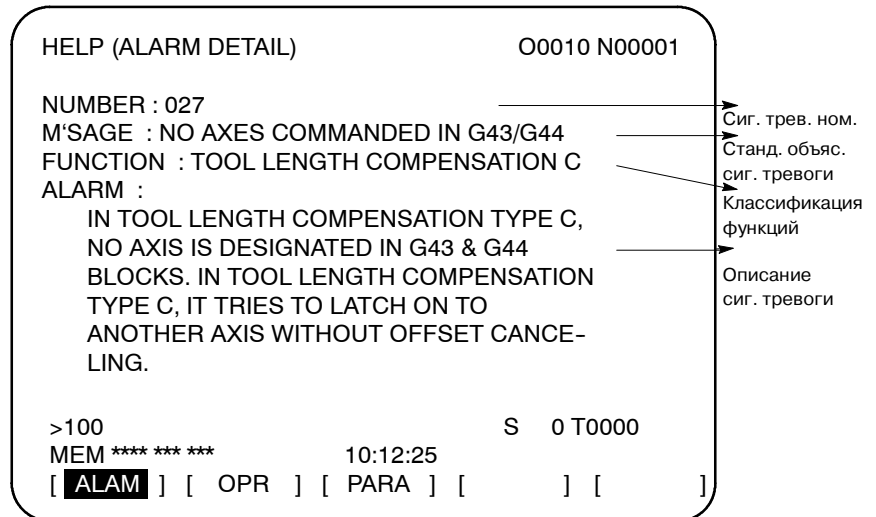 HELP (ALARM DETAIL) O0010 N00001
NUMBER : 027
M‘SAGE : NO AXES COMMANDED IN G43/G44
FUNCTION : TOOL LENGTH COMPENSATION C
ALARM :
IN TOOL LENGTH COMPENSATION TYPE C,
NO AXIS IS DESIGNATED IN G43 & G44
BLOCKS. IN TOOL LENGTH COMPENSATION
TYPE C, IT TRIES TO LATCH ON TO
ANOTHER AXIS WITHOUT OFFSET CANCE-
LING.
>100 S 0 T0000
MEM **** *** *** 10:12:25
[ ALAM ] [ OPR ] [ PARA ] [ ] [ ]
Сиг. трев. ном.
Станд. объяс.
сиг. тревоги
Классификация
функций
Описание
сиг. тревоги